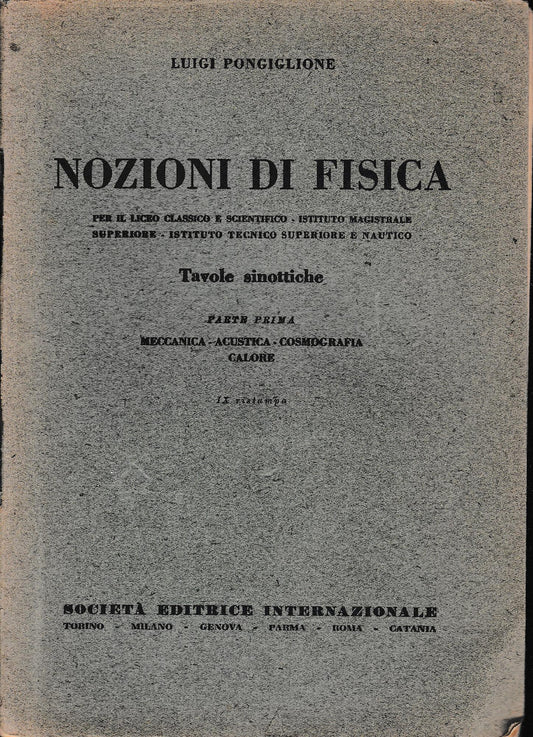 LUIGI PONGIGLIONE
NOZIONI DI FISICA
PER IL LICEO CLASSICO E SCIENTIFICO - ISTITUTO MAGISTRALE
SUPERIORE - ISTITUTO TECNICO SUPERIORE E NAUTICO
Tavole sinottiche
PARTE PRIMA
MECCANICA - ACUSTICA - COSMOGRAFIA
CALORE
IX ristampa
SOCIETÀ EDITRICE INTERNAZIONALE
TORINO - MILANO - GENOVA - PARMA - ROMA - CATANIA